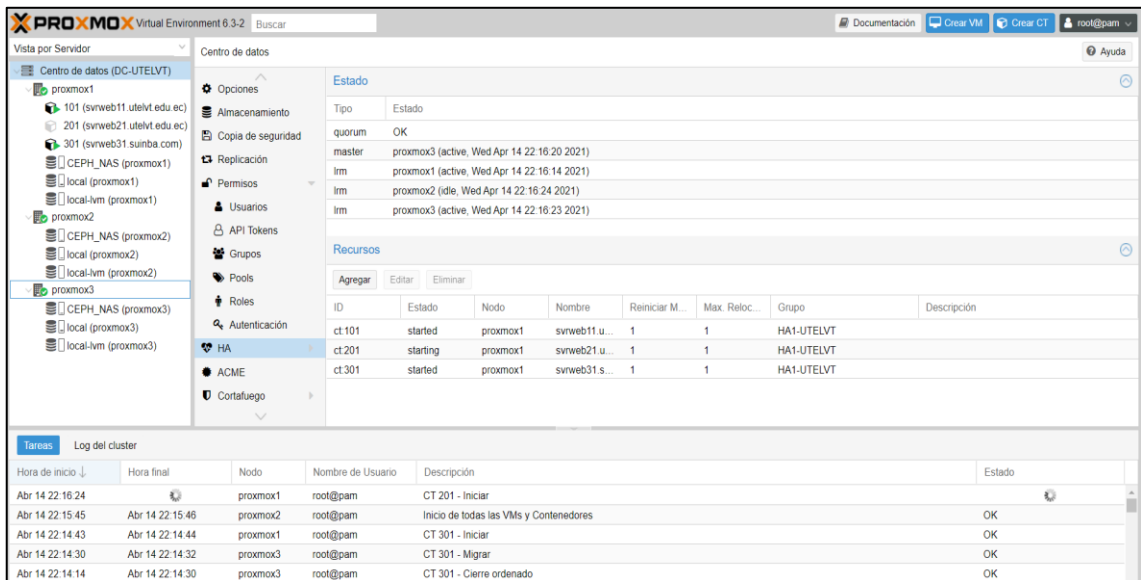 PROXMOX Virtual Environment 6.3-2 Buscar Documentación Crear VM Crear CT root@pam
Vista por Servidor
Centro de datos (DC-UTELVT)
proxmox1
101 (svrweb11.utelvt.edu.ec)
201 (svrweb21.utelvt.edu.ec)
301 (svrweb31.suinba.com)
CEPH_NAS (proxmox1)
local (proxmox1)
local-lvm (proxmox1)
proxmox2
CEPH_NAS (proxmox2)
local (proxmox2)
local-lvm (proxmox2)
proxmox3
CEPH_NAS (proxmox3)
local (proxmox3)
local-lvm (proxmox3)
Centro de datos Ayuda
Opciones
Almacenamiento
Copia de seguridad
Replicación
Permisos
Usuarios
API Tokens
Grupos
Pools
Roles
Autenticación
HA
ACME
Cortafuego
Estado
Tipo Estado
quorum OK
master proxmox3 (active, Wed Apr 14 22:16:20 2021)
lrm proxmox1 (active, Wed Apr 14 22:16:14 2021)
lrm proxmox2 (idle, Wed Apr 14 22:16:24 2021)
lrm proxmox3 (active, Wed Apr 14 22:16:23 2021)
Recursos
Agregar Editar Eliminar
ID Estado Nodo Nombre Reiniciar M... Max. Reloc... Grupo Descripción
ct:101 started proxmox1 svrweb11.u... 1 1 HA1-UTELVT
ct:201 starting proxmox1 svrweb21.u... 1 1 HA1-UTELVT
ct:301 started proxmox1 svrweb31.s... 1 1 HA1-UTELVT
Tareas Log del cluster
Hora de inicio ↓ Hora final Nodo Nombre de Usuario Descripción Estado
Abr 14 22:16:24 proxmox1 root@pam CT 201 - Iniciar
Abr 14 22:15:45 Abr 14 22:15:46 proxmox2 root@pam Inicio de todas las VMs y Contenedores OK
Abr 14 22:14:43 Abr 14 22:14:44 proxmox1 root@pam CT 301 - Iniciar OK
Abr 14 22:14:30 Abr 14 22:14:32 proxmox3 root@pam CT 301 - Migrar OK
Abr 14 22:14:14 Abr 14 22:14:30 proxmox3 root@pam CT 301 - Cierre ordenado OK